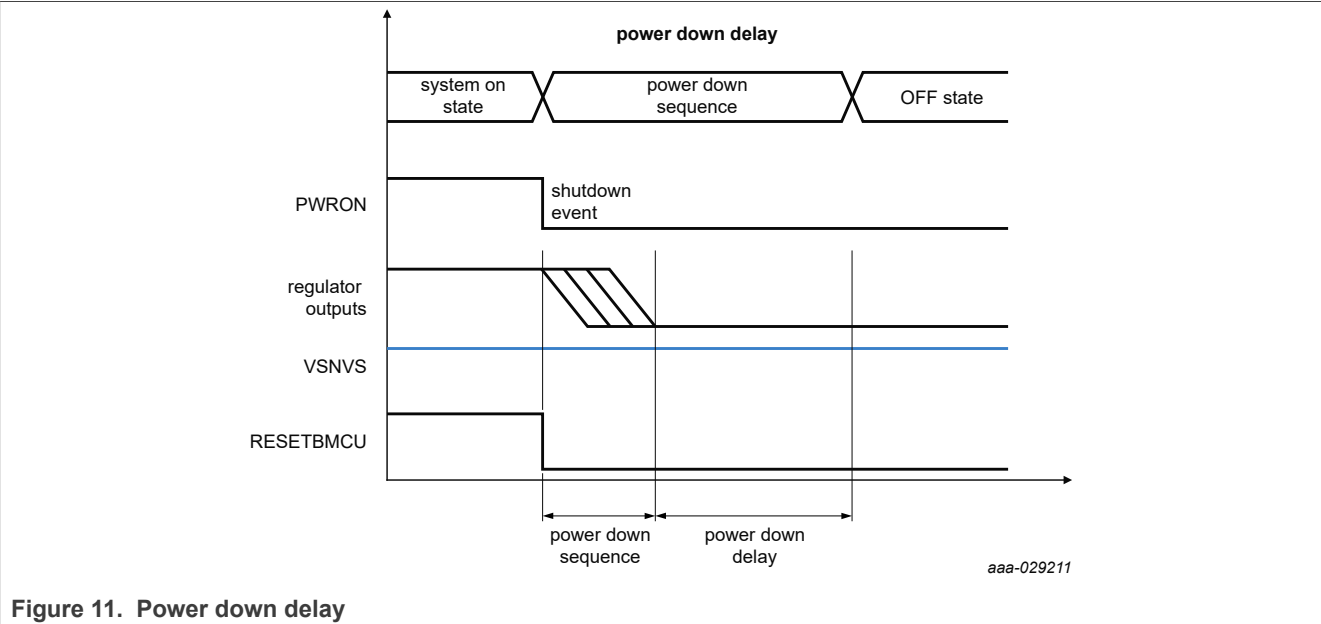 power down delay
system on
state
power down
sequence
OFF state
PWRON
shutdown
event
regulator
outputs
VSNVS
RESETBMCU
power down
sequence
power down
delay
aaa-029211
Figure 11. Power down delay